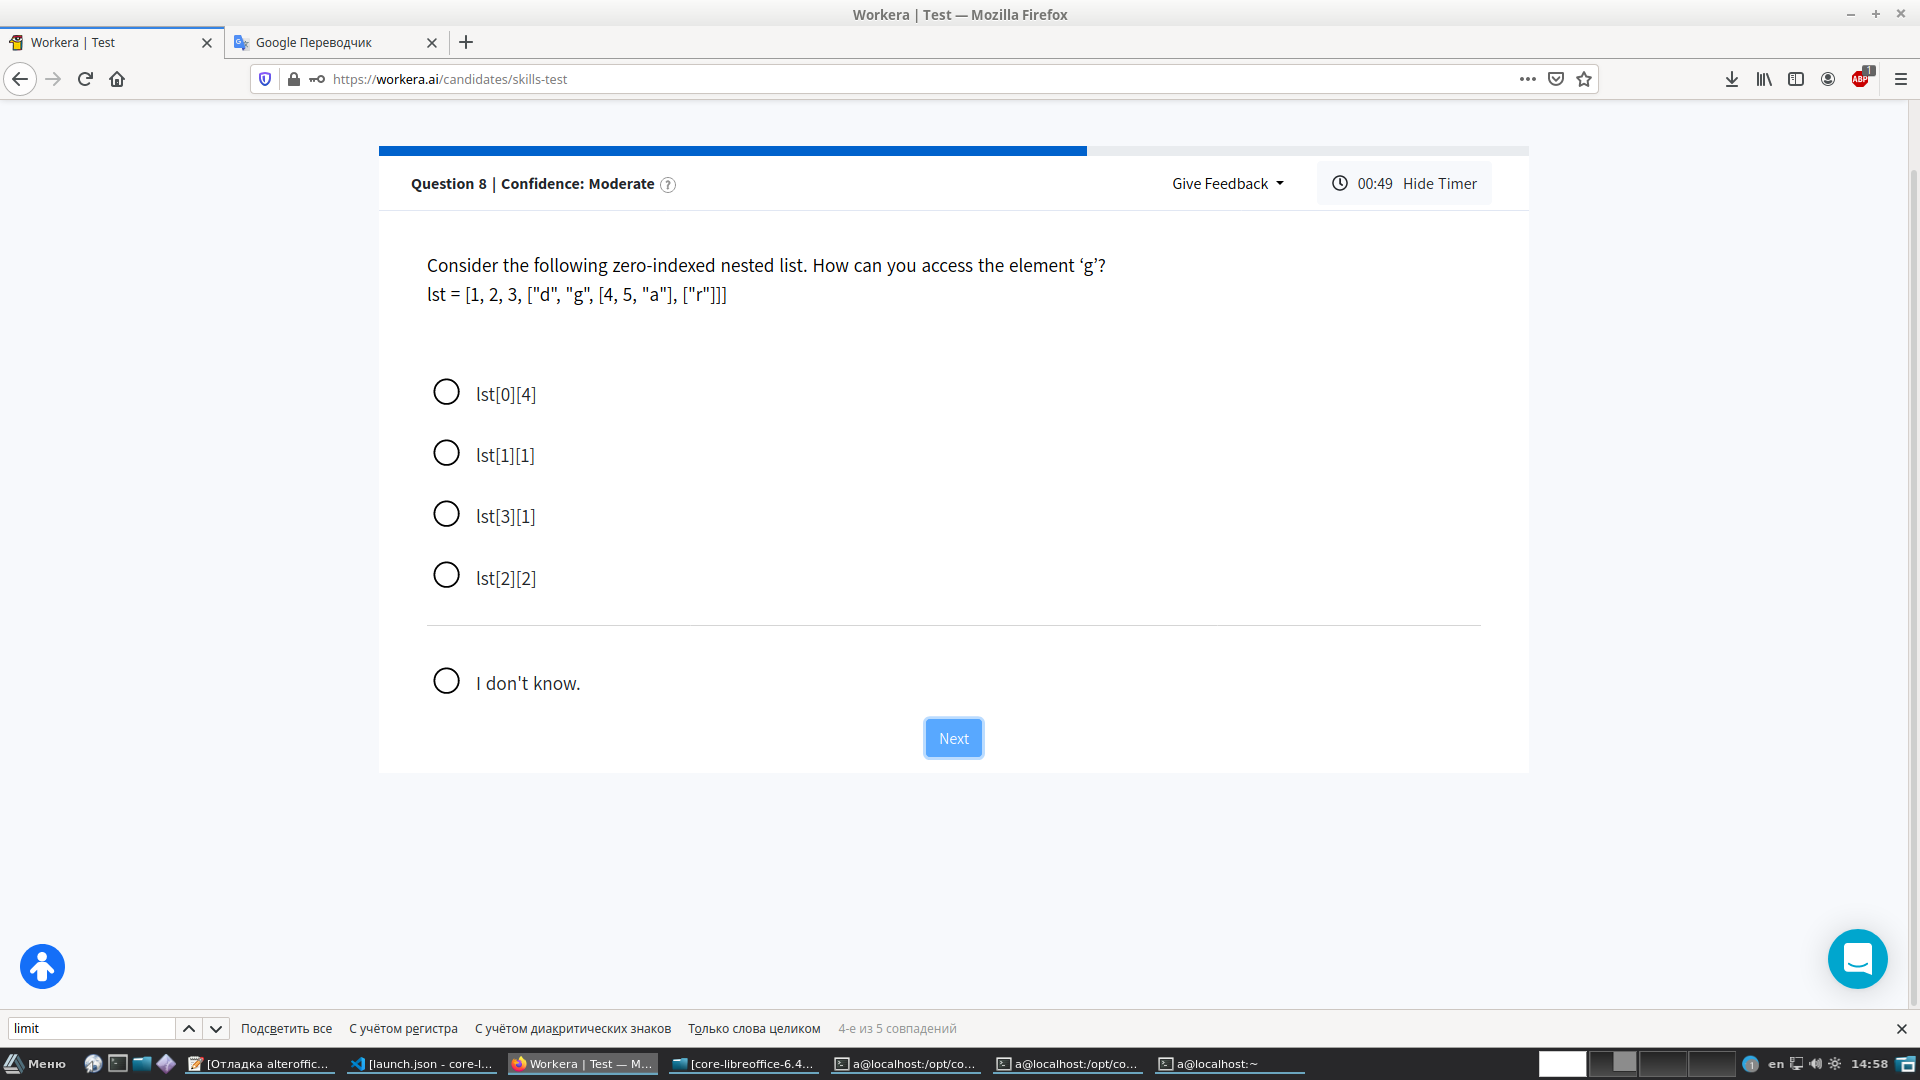 Workera | Test — Mozilla Firefox
Workera | Test
Google Переводчик
https://workera.ai/candidates/skills-test
ABP
1
Question 8 | Confidence: Moderate ?
Give Feedback
00:49 Hide Timer
Consider the following zero-indexed nested list. How can you access the element ‘g’?
lst = [1, 2, 3, ["d", "g", [4, 5, "a"], ["r"]]]
lst[0][4]
lst[1][1]
lst[3][1]
lst[2][2]
I don't know.
Next
limit
Подсветить все
С учётом регистра
С учётом диакритических знаков
Только слова целиком
4-е из 5 совпадений
Меню
[Отладка alteroffic...
[launch.json - core-l...
Workera | Test — M...
[core-libreoffice-6.4...
a@localhost:/opt/co...
a@localhost:/opt/co...
a@localhost:~
1
en
14:58